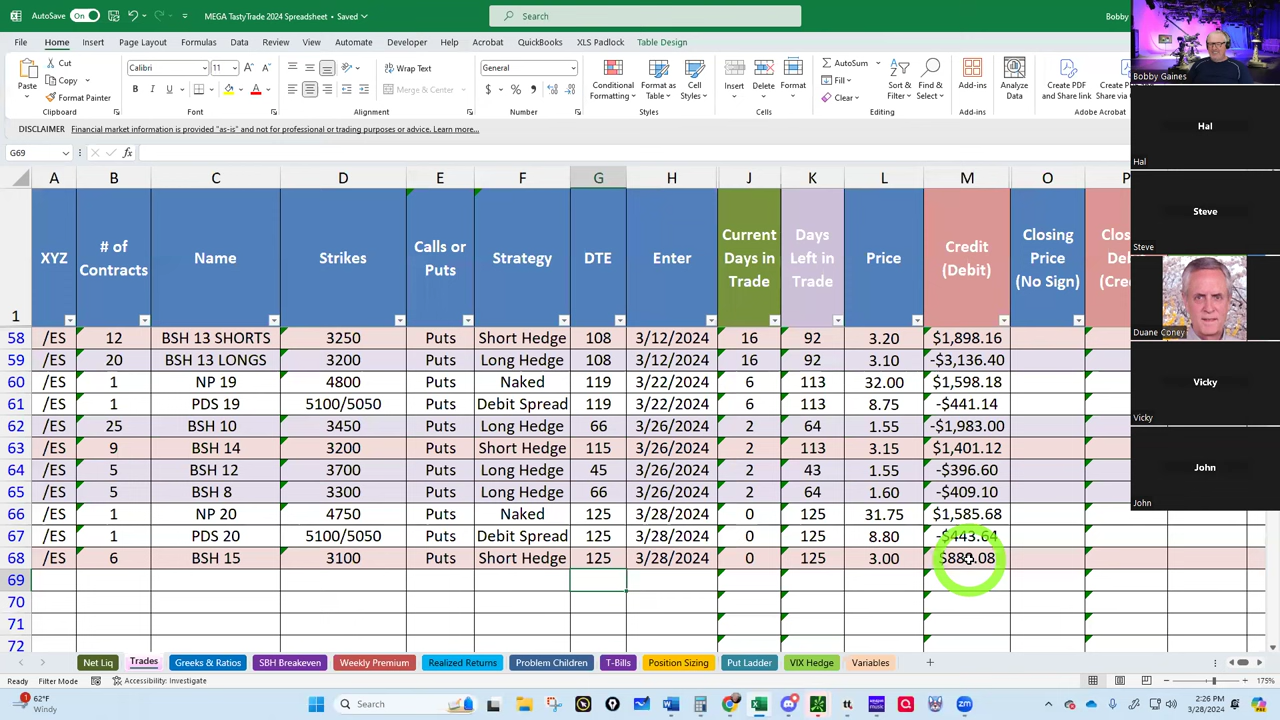 AutoSave On MEGA TastyTrade 2024 Spreadsheet • Saved Search Bobby
File Home Insert Page Layout Formulas Data Review View Automate Developer Help Acrobat QuickBooks XLS Padlock Table Design
Paste Cut Copy Format Painter Clipboard
Calibri 11 B I U Font
Wrap Text Merge & Center Alignment
General $ % Number
Conditional Formatting Format as Table Cell Styles Styles
Insert Delete Format Cells
AutoSum Fill Clear Sort & Filter Find & Select Editing
Add-ins Add-ins
Analyze Data
Create PDF and Share link Adobe Acrobat
DISCLAIMER Financial market information is provided "as-is" and not for professional or trading purposes or advice. Learn more...
G69 fx
A B C D E F G H J K L M O P
1 XYZ # of Contracts Name Strikes Calls or Puts Strategy DTE Enter Current Days in Trade Days Left in Trade Price Credit (Debit) Closing Price (No Sign)
58 /ES 12 BSH 13 SHORTS 3250 Puts Short Hedge 108 3/12/2024 16 92 3.20 $1,898.16
59 /ES 20 BSH 13 LONGS 3200 Puts Long Hedge 108 3/12/2024 16 92 3.10 -$3,136.40
60 /ES 1 NP 19 4800 Puts Naked 119 3/22/2024 6 113 32.00 $1,598.18
61 /ES 1 PDS 19 5100/5050 Puts Debit Spread 119 3/22/2024 6 113 8.75 -$441.14
62 /ES 25 BSH 10 3450 Puts Long Hedge 66 3/26/2024 2 64 1.55 -$1,983.00
63 /ES 9 BSH 14 3200 Puts Short Hedge 115 3/26/2024 2 113 3.15 $1,401.12
64 /ES 5 BSH 12 3700 Puts Long Hedge 45 3/26/2024 2 43 1.55 -$396.60
65 /ES 5 BSH 8 3300 Puts Long Hedge 66 3/26/2024 2 64 1.60 -$409.10
66 /ES 1 NP 20 4750 Puts Naked 125 3/28/2024 0 125 31.75 $1,585.68
67 /ES 1 PDS 20 5100/5050 Puts Debit Spread 125 3/28/2024 0 125 8.80 -$443.64
68 /ES 6 BSH 15 3100 Puts Short Hedge 125 3/28/2024 0 125 3.00
69
70
71
72
Net Liq Trades Greeks & Ratios SBH Breakeven Weekly Premium Realized Returns Problem Children T-Bills Position Sizing Put Ladder VIX Hedge Variables
Ready Filter Mode Accessibility: Investigate 175%
1 62°F Windy Search 2:26 PM 3/28/2024
Bobby Gaines
Hal
Hal
Steve
Steve
Duane Coney
Vicky
Vicky
John
John